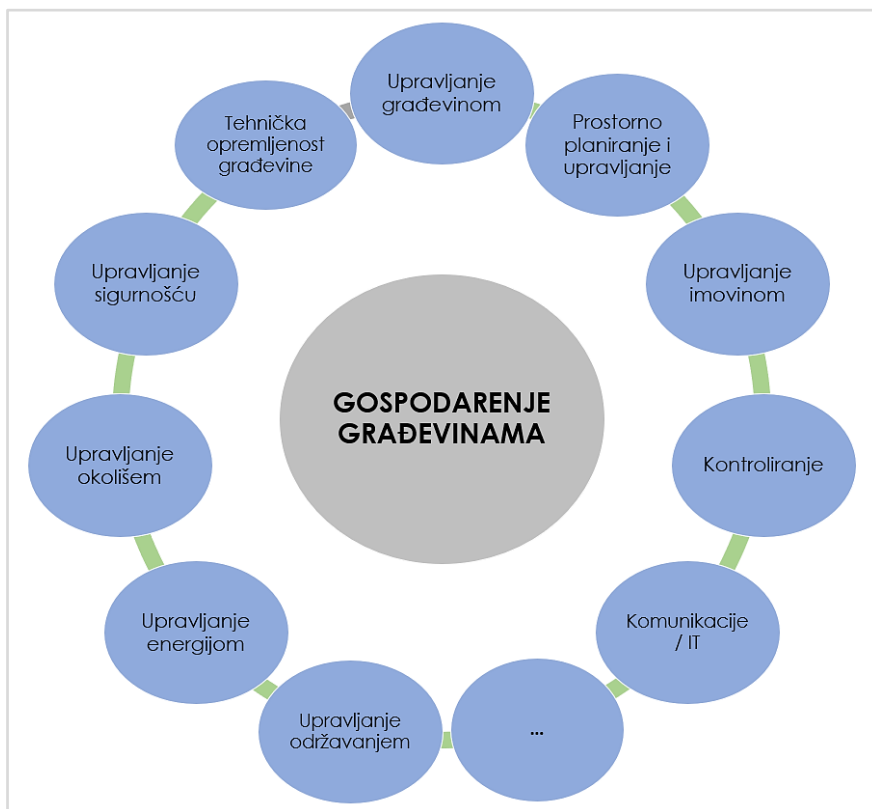 Upravljanje
građevinom
Prostorno
planiranje i
upravljanje
Upravljanje
imovinom
Kontroliranje
Komunikacije
/ IT
...
Upravljanje
održavanjem
Upravljanje
energijom
Upravljanje
okolišem
Upravljanje
sigurnošću
Tehnička
opremljenost
građevine
GOSPODARENJE
GRAĐEVINAMA